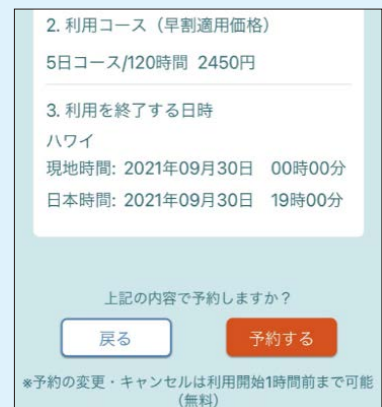 2. 利用コース（早割適用価格）
5日コース/120時間 2450円
3. 利用を終了する日時
ハワイ
現地時間: 2021年09月30日 00時00分
日本時間: 2021年09月30日 19時00分
上記の内容で予約しますか？
戻る 予約する
※予約の変更・キャンセルは利用開始1時間前まで可能
（無料）